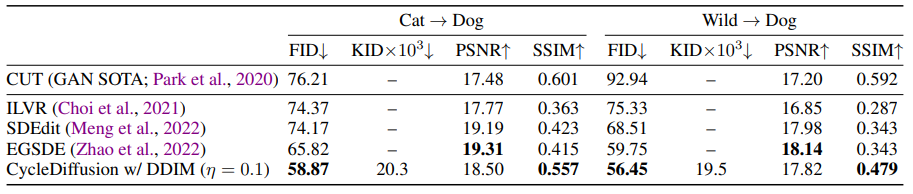 Cat → Dog Wild → Dog
FID↓ KID×10³↓ PSNR↑ SSIM↑ FID↓ KID×10³↓ PSNR↑ SSIM↑
CUT (GAN SOTA; Park et al., 2020) 76.21 – 17.48 0.601 92.94 – 17.20 0.592
ILVR (Choi et al., 2021) 74.37 – 17.77 0.363 75.33 – 16.85 0.287
SDEdit (Meng et al., 2022) 74.17 – 19.19 0.423 68.51 – 17.98 0.343
EGSDE (Zhao et al., 2022) 65.82 – 19.31 0.415 59.75 – 18.14 0.343
CycleDiffusion w/ DDIM (η = 0.1) 58.87 20.3 18.50 0.557 56.45 19.5 17.82 0.479